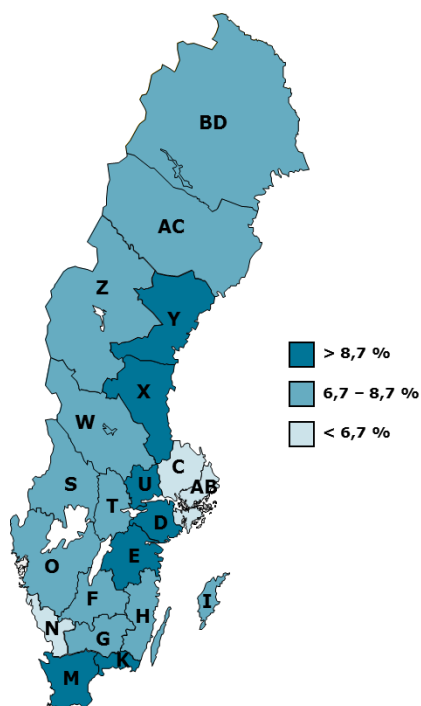 BD
AC
Z
Y
> 8,7 %
X
6,7 – 8,7 %
W
< 6,7 %
C
S
U
AB
T
D
O
E
F
I
H
N
G
K
M